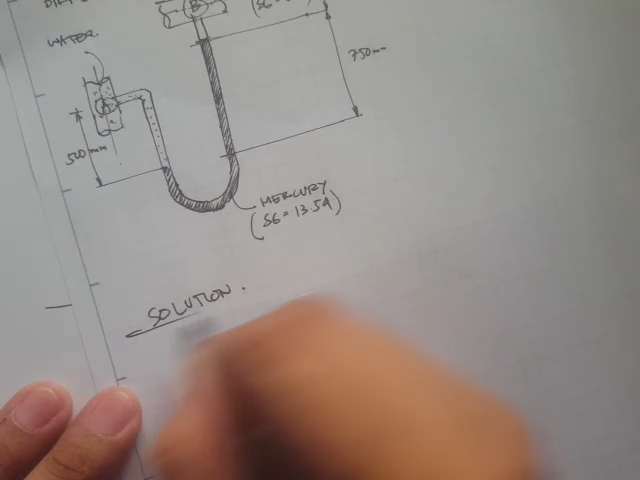 WATER.
A
B
750mm
500mm
MERCURY
(SG = 13.54)
SOLUTION.